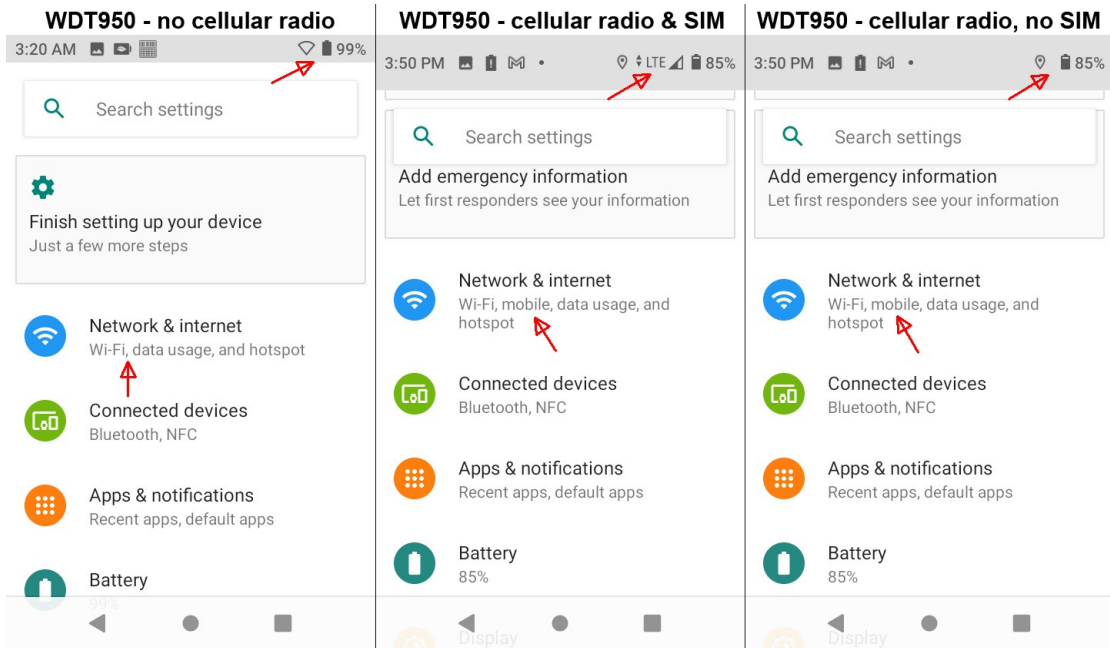 WDT950 - no cellular radio
3:20 AM 99%
Search settings
Finish setting up your device
Just a few more steps
Network & internet
Wi-Fi, data usage, and hotspot
Connected devices
Bluetooth, NFC
Apps & notifications
Recent apps, default apps
Battery
99%
WDT950 - cellular radio & SIM
3:50 PM LTE 85%
Search settings
Add emergency information
Let first responders see your information
Network & internet
Wi-Fi, mobile, data usage, and
hotspot
Connected devices
Bluetooth, NFC
Apps & notifications
Recent apps, default apps
Battery
85%
Display
WDT950 - cellular radio, no SIM
3:50 PM 85%
Search settings
Add emergency information
Let first responders see your information
Network & internet
Wi-Fi, mobile, data usage, and
hotspot
Connected devices
Bluetooth, NFC
Apps & notifications
Recent apps, default apps
Battery
85%
Display